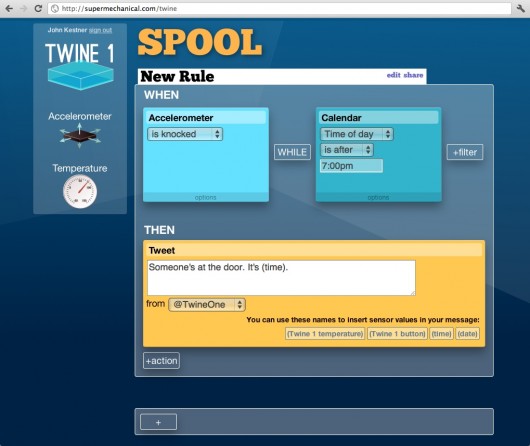 http://supermechanical.com/twine
John Kestner sign out
TWINE 1
Accelerometer
Temperature
SPOOL
New Rule
edit share
WHEN
Accelerometer
is knocked
options
WHILE
Calendar
Time of day
is after
7:00pm
options
+filter
THEN
Tweet
Someone's at the door. It's (time).
from @TwineOne
You can use these names to insert sensor values in your message:
(Twine 1 temperature) (Twine 1 button) (time) (date)
+action
+